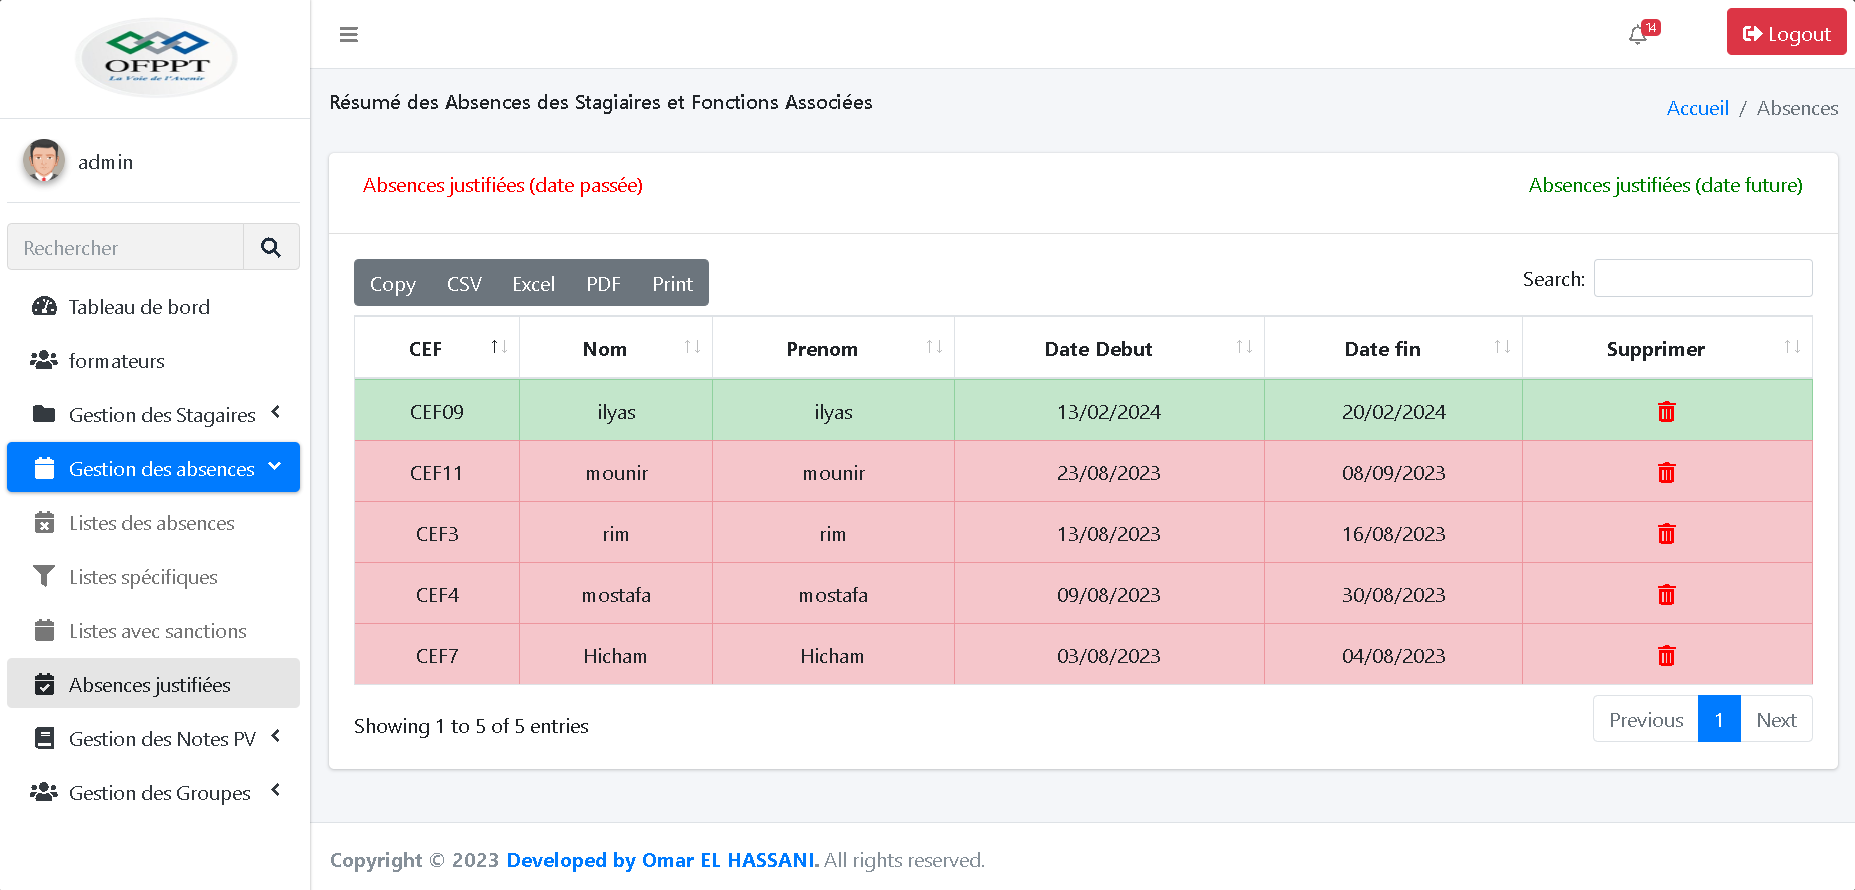 OFPPT
La Voie de l'Avenir
admin
Rechercher
Tableau de bord
formateurs
Gestion des Stagaires
Gestion des absences
Listes des absences
Listes spécifiques
Listes avec sanctions
Absences justifiées
Gestion des Notes PV
Gestion des Groupes
14
Logout
Résumé des Absences des Stagiaires et Fonctions Associées
Accueil / Absences
Absences justifiées (date passée)
Absences justifiées (date future)
Copy CSV Excel PDF Print
Search:
CEF Nom Prenom Date Debut Date fin Supprimer
CEF09 ilyas ilyas 13/02/2024 20/02/2024
CEF11 mounir mounir 23/08/2023 08/09/2023
CEF3 rim rim 13/08/2023 16/08/2023
CEF4 mostafa mostafa 09/08/2023 30/08/2023
CEF7 Hicham Hicham 03/08/2023 04/08/2023
Showing 1 to 5 of 5 entries
Previous 1 Next
Copyright © 2023 Developed by Omar EL HASSANI. All rights reserved.